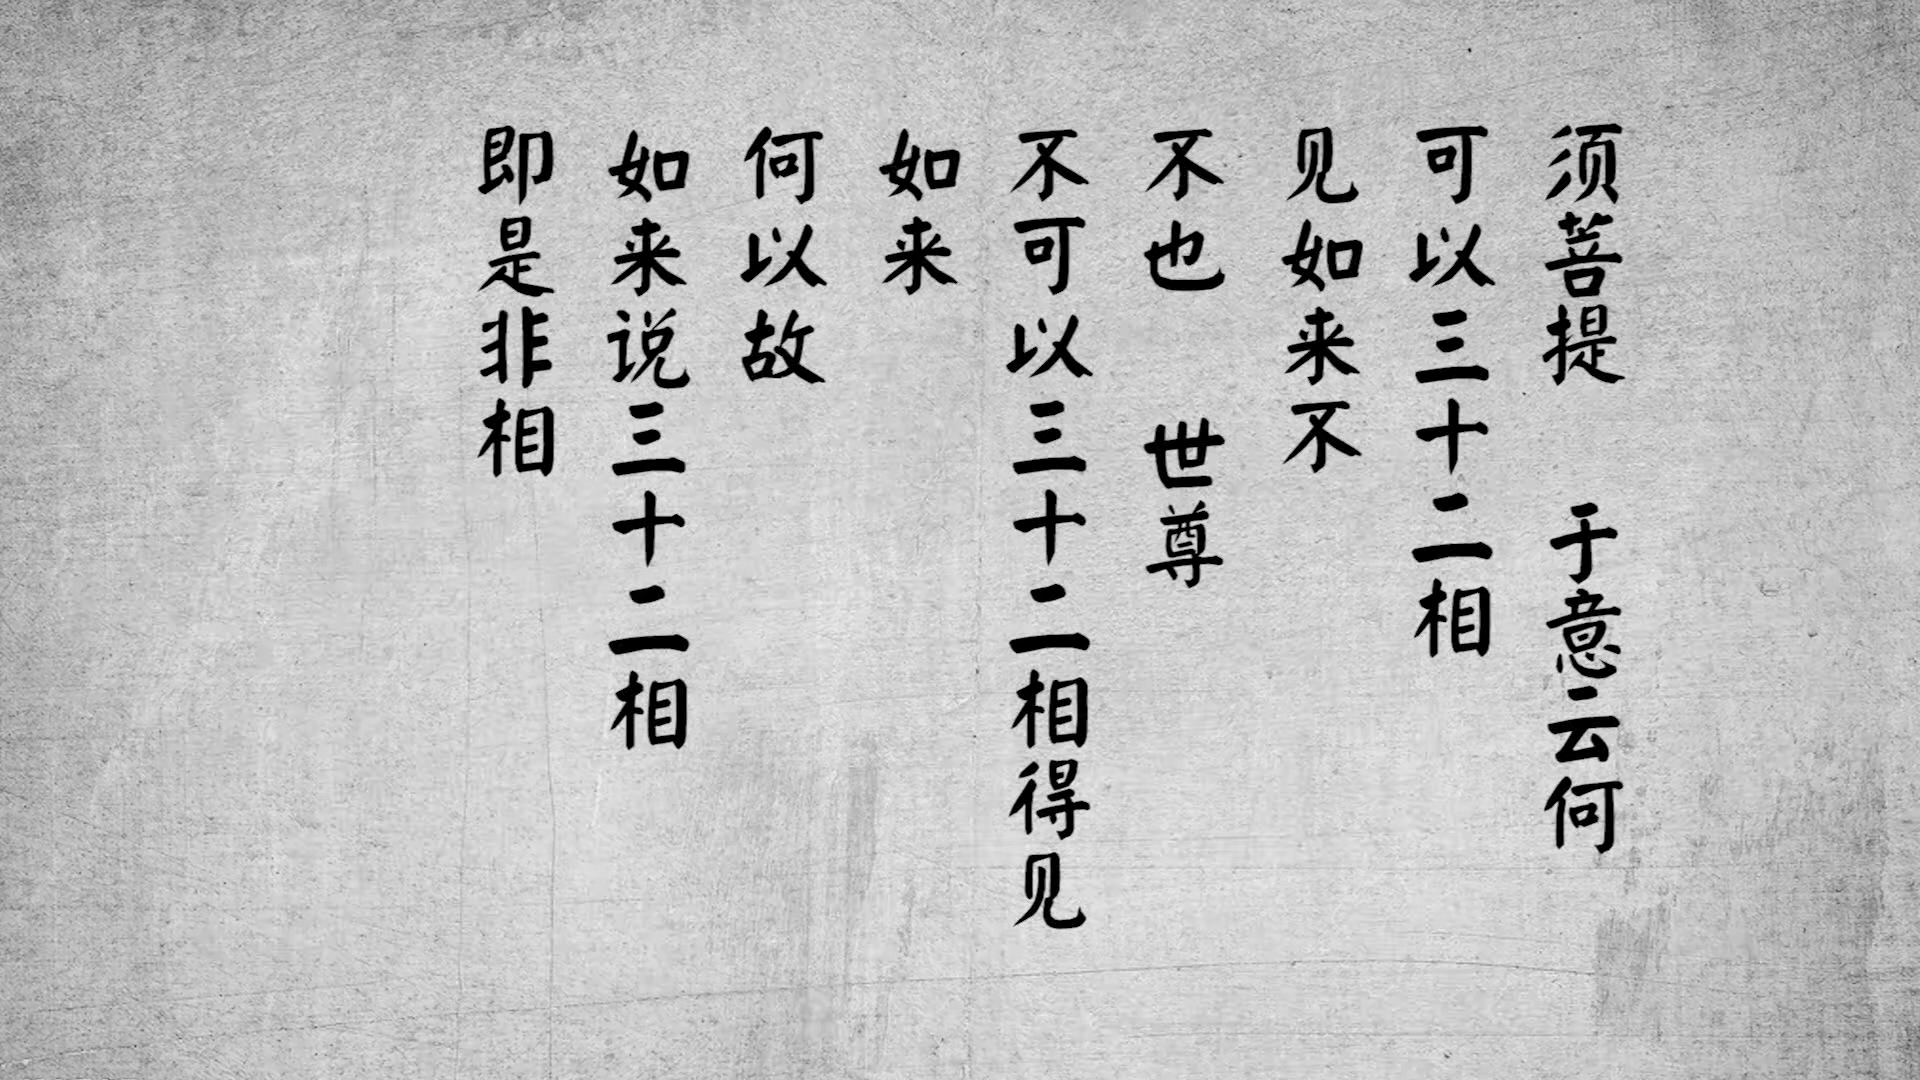 须菩提 于意云何
可以三十二相
见如来不
不也 世尊
不可以三十二相得见
如来
何以故
如来说三十二相
即是非相